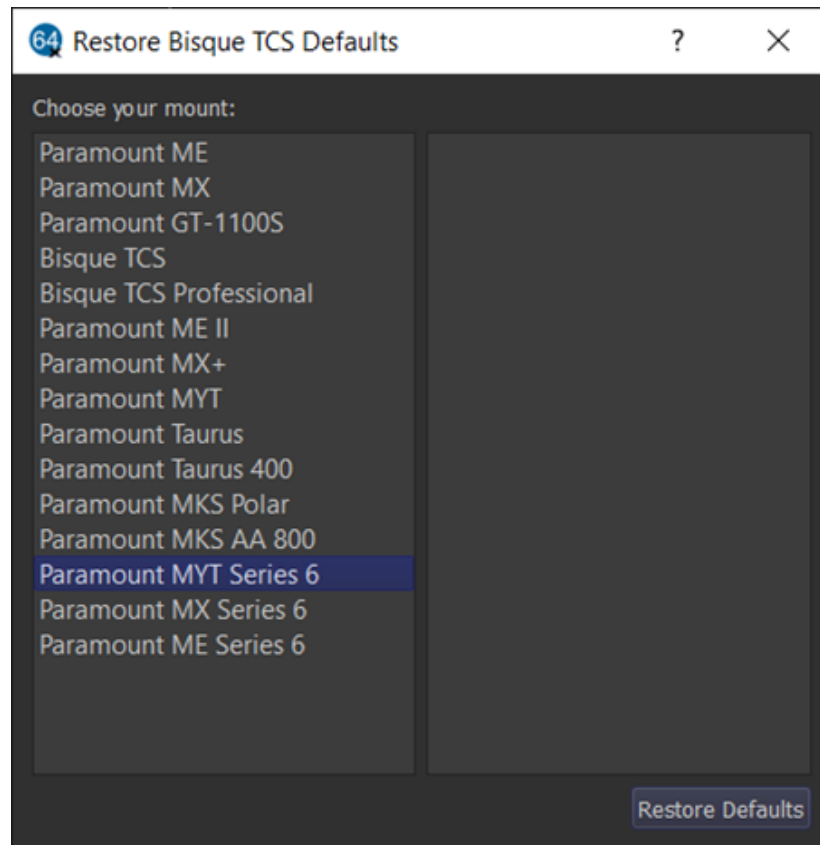 64 Restore Bisque TCS Defaults ?
Choose your mount:
Paramount ME
Paramount MX
Paramount GT-1100S
Bisque TCS
Bisque TCS Professional
Paramount ME II
Paramount MX+
Paramount MYT
Paramount Taurus
Paramount Taurus 400
Paramount MKS Polar
Paramount MKS AA 800
Paramount MYT Series 6
Paramount MX Series 6
Paramount ME Series 6
Restore Defaults